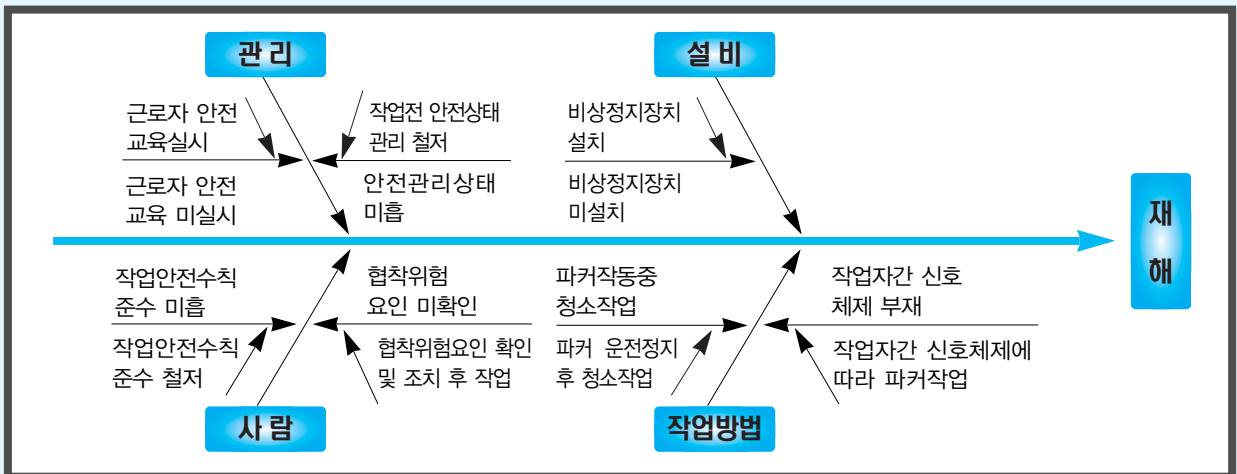 관 리
설 비
근로자 안전
교육실시
작업전 안전상태
관리 철저
비상정지장치
설치
근로자 안전
교육 미실시
안전관리상태
미흡
비상정지장치
미설치
재
해
작업안전수칙
준수 미흡
협착위험
요인 미확인
파커작동중
청소작업
작업자간 신호
체제 부재
작업안전수칙
준수 철저
협착위험요인 확인
및 조치 후 작업
파커 운전정지
후 청소작업
작업자간 신호체제에
따라 파커작업
사 람
작업방법